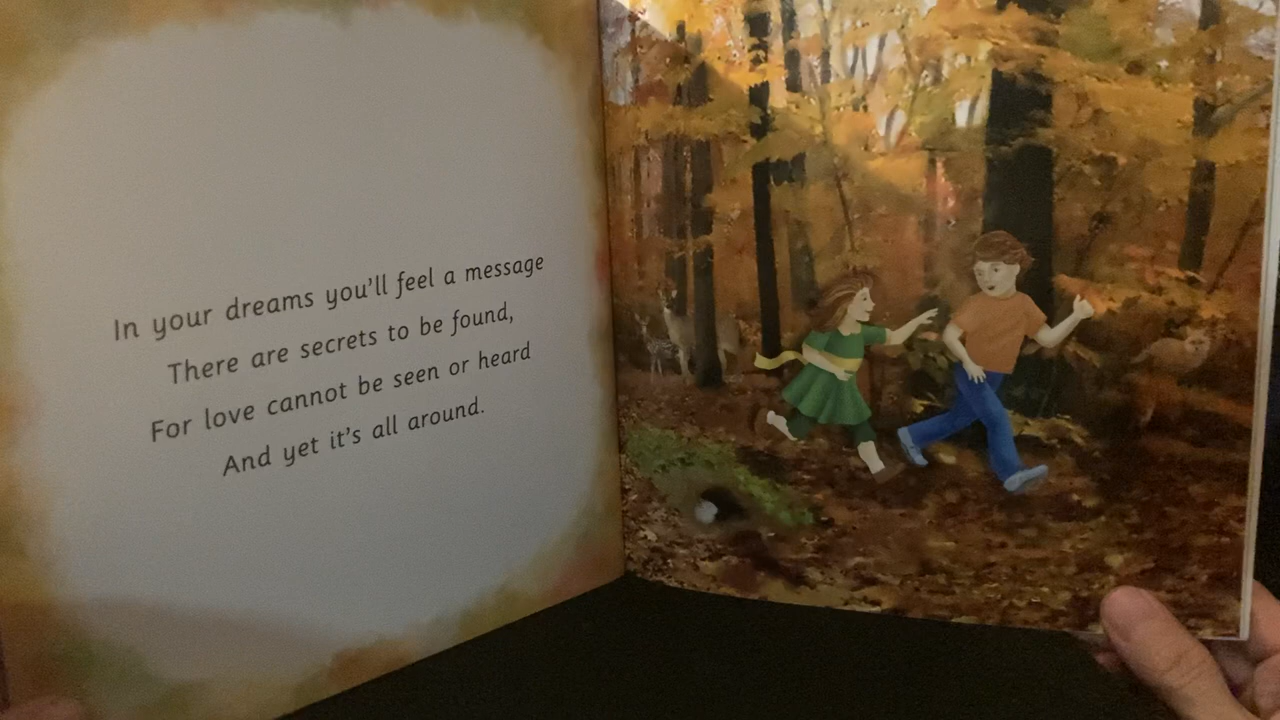 In your dreams you'll feel a message
There are secrets to be found,
For love cannot be seen or heard
And yet it's all around.